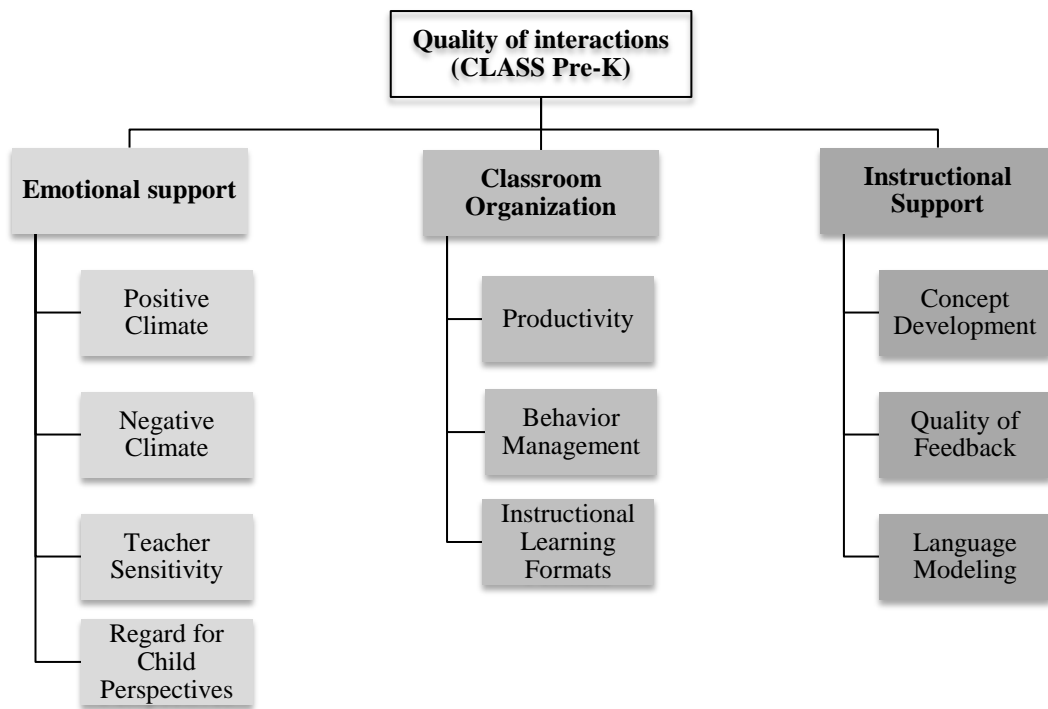 Quality of interactions
(CLASS Pre-K)
Emotional support
Classroom
Organization
Instructional
Support
Positive
Climate
Negative
Climate
Teacher
Sensitivity
Regard for
Child
Perspectives
Productivity
Behavior
Management
Instructional
Learning
Formats
Concept
Development
Quality of
Feedback
Language
Modeling